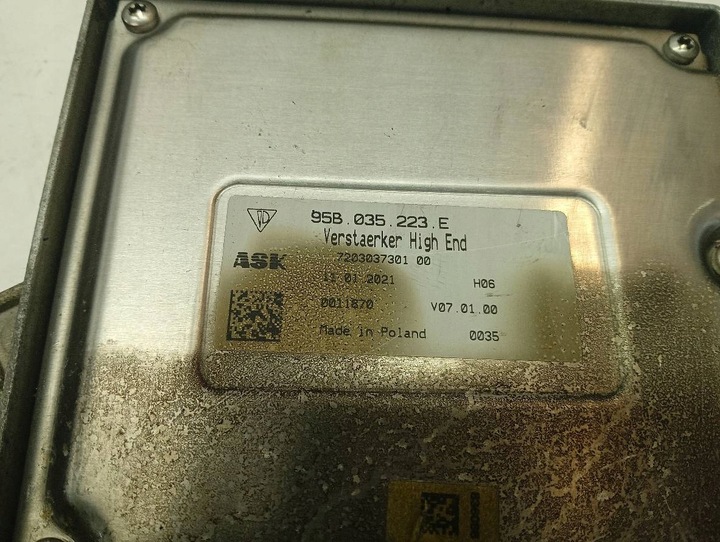 95B.035.223.E
Verstaerker High End
ASK 7203037301 00
11.01.2021 H06
0011870 V07.01.00
Made in Poland 0035